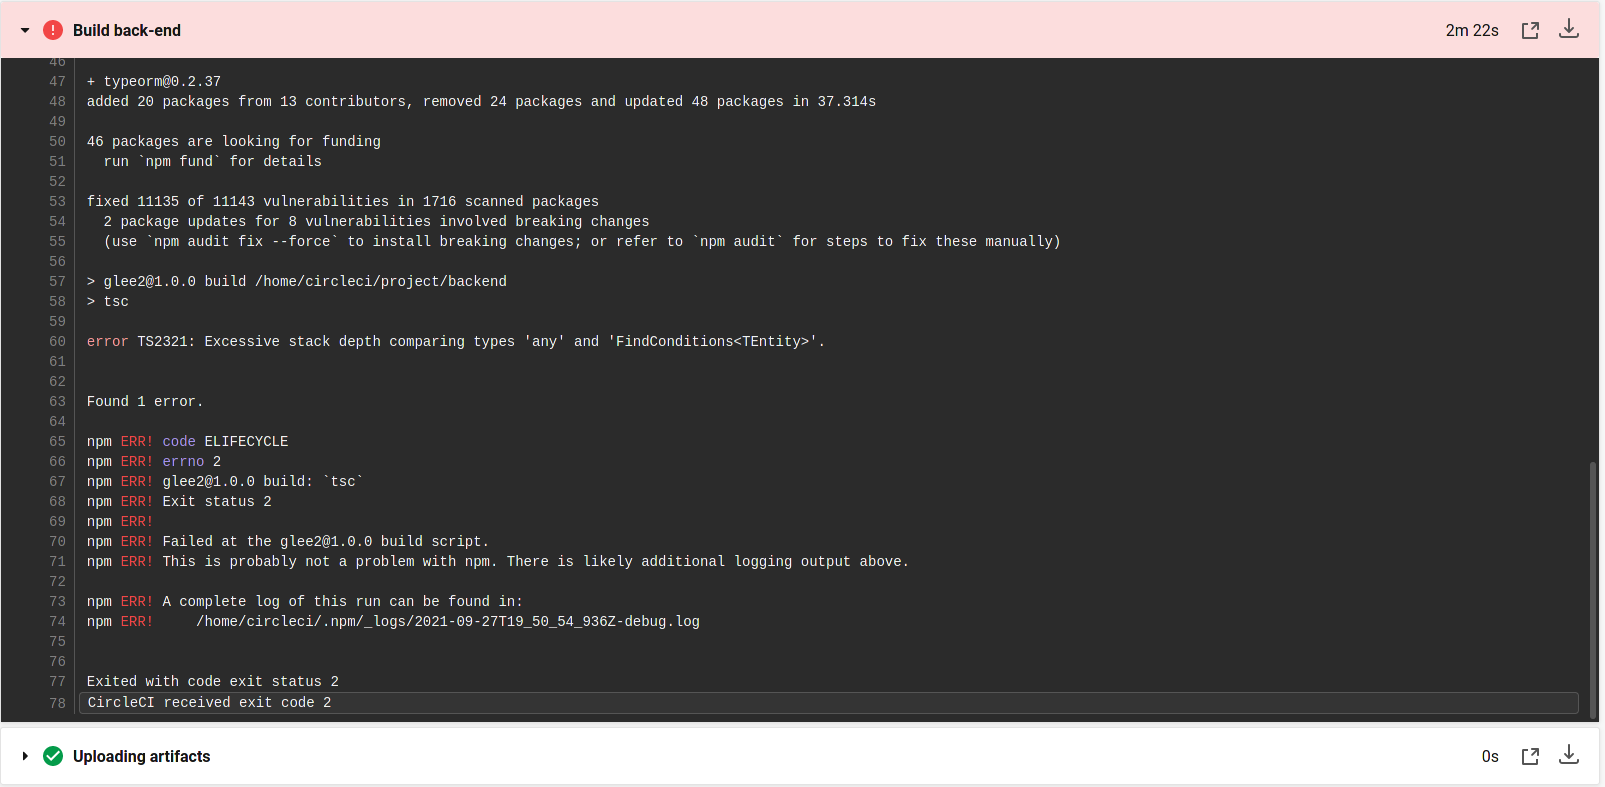 Build back-end
2m 22s
46
47 + typeorm@0.2.37
48 added 20 packages from 13 contributors, removed 24 packages and updated 48 packages in 37.314s
49
50 46 packages are looking for funding
51 run `npm fund` for details
52
53 fixed 11135 of 11143 vulnerabilities in 1716 scanned packages
54 2 package updates for 8 vulnerabilities involved breaking changes
55 (use `npm audit fix --force` to install breaking changes; or refer to `npm audit` for steps to fix these manually)
56
57 > glee2@1.0.0 build /home/circleci/project/backend
58 > tsc
59
60 error TS2321: Excessive stack depth comparing types 'any' and 'FindConditions<TEntity>'.
61
62
63 Found 1 error.
64
65 npm ERR! code ELIFECYCLE
66 npm ERR! errno 2
67 npm ERR! glee2@1.0.0 build: `tsc`
68 npm ERR! Exit status 2
69 npm ERR!
70 npm ERR! Failed at the glee2@1.0.0 build script.
71 npm ERR! This is probably not a problem with npm. There is likely additional logging output above.
72
73 npm ERR! A complete log of this run can be found in:
74 npm ERR! /home/circleci/.npm/_logs/2021-09-27T19_50_54_936Z-debug.log
75
76
77 Exited with code exit status 2
78 CircleCI received exit code 2
Uploading artifacts
0s